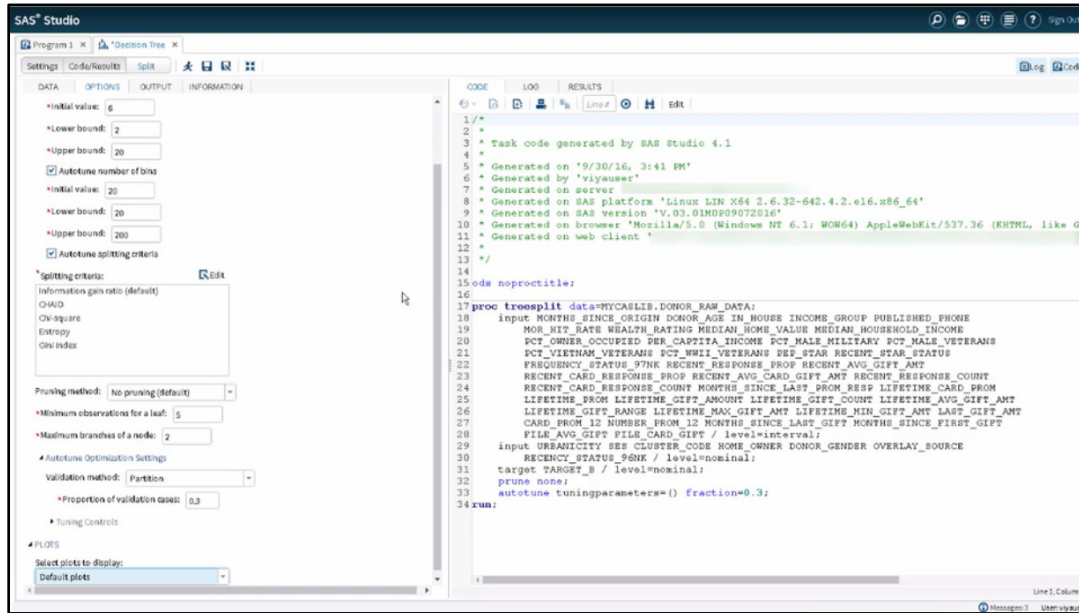 SAS® Studio
Sign Out
Program 1 × *Decision Tree ×
Settings Code/Results Split
Log Code
DATA OPTIONS OUTPUT INFORMATION
*Initial value: 6
*Lower bound: 2
*Upper bound: 20
Autotune number of bins
*Initial value: 20
*Lower bound: 20
*Upper bound: 200
Autotune splitting criteria
*Splitting criteria: Edit
Information gain ratio (default)
CHAID
Chi-square
Entropy
Gini index
Pruning method: No pruning (default)
*Minimum observations for a leaf: 5
*Maximum branches of a node: 2
Autotune Optimization Settings
Validation method: Partition
*Proportion of validation cases: 0.3
Tuning Controls
PLOTS
Select plots to display:
Default plots
CODE LOG RESULTS
Line # Edit
1 /*
2 *
3 * Task code generated by SAS Studio 4.1
4 *
5 * Generated on '9/30/16, 3:41 PM'
6 * Generated by 'viyauser'
7 * Generated on server
8 * Generated on SAS platform 'Linux LIN X64 2.6.32-642.4.2.el6.x86_64'
9 * Generated on SAS version 'V.03.01M0P09072016'
10 * Generated on browser 'Mozilla/5.0 (Windows NT 6.1; WOW64) AppleWebKit/537.36 (KHTML, like G
11 * Generated on web client '
12 *
13 */
14
15 ods noproctitle;
16
17 proc treesplit data=MYCASLIB.DONOR_RAW_DATA;
18 input MONTHS_SINCE_ORIGIN DONOR_AGE IN_HOUSE INCOME_GROUP PUBLISHED_PHONE
19 MOR_HIT_RATE WEALTH_RATING MEDIAN_HOME_VALUE MEDIAN_HOUSEHOLD_INCOME
20 PCT_OWNER_OCCUPIED PER_CAPTITA_INCOME PCT_MALE_MILITARY PCT_MALE_VETERANS
21 PCT_VIETNAM_VETERANS PCT_WWII_VETERANS PEP_STAR RECENT_STAR_STATUS
22 FREQUENCY_STATUS_97NK RECENT_RESPONSE_PROP RECENT_AVG_GIFT_AMT
23 RECENT_CARD_RESPONSE_PROP RECENT_AVG_CARD_GIFT_AMT RECENT_RESPONSE_COUNT
24 RECENT_CARD_RESPONSE_COUNT MONTHS_SINCE_LAST_PROM_RESP LIFETIME_CARD_PROM
25 LIFETIME_PROM LIFETIME_GIFT_AMOUNT LIFETIME_GIFT_COUNT LIFETIME_AVG_GIFT_AMT
26 LIFETIME_GIFT_RANGE LIFETIME_MAX_GIFT_AMT LIFETIME_MIN_GIFT_AMT LAST_GIFT_AMT
27 CARD_PROM_12 NUMBER_PROM_12 MONTHS_SINCE_LAST_GIFT MONTHS_SINCE_FIRST_GIFT
28 FILE_AVG_GIFT FILE_CARD_GIFT / level=interval;
29 input URBANICITY SES CLUSTER_CODE HOME_OWNER DONOR_GENDER OVERLAY_SOURCE
30 RECENCY_STATUS_96NK / level=nominal;
31 target TARGET_B / level=nominal;
32 prune none;
33 autotune tuningparameters=() fraction=0.3;
34 run;
Line 1, Colum
Messages: 3 User: viyaus